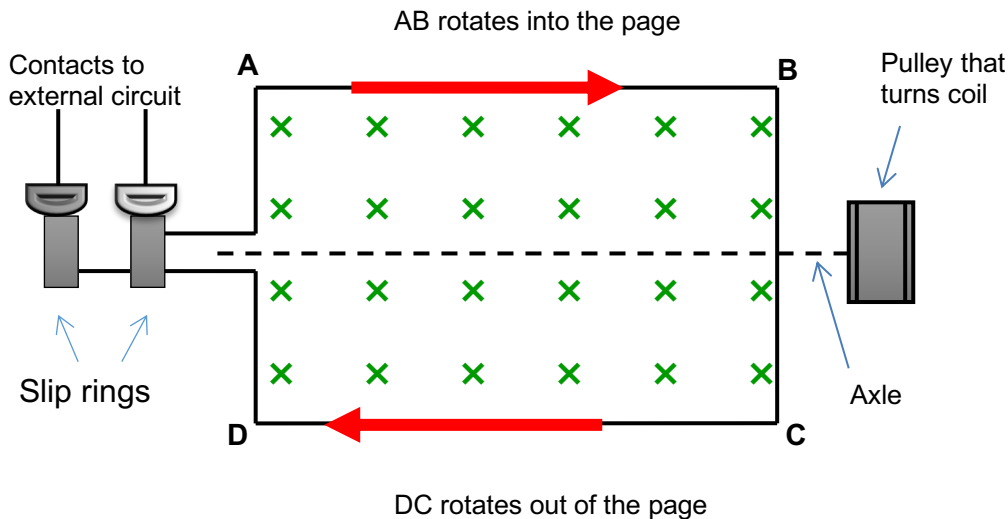 AB rotates into the page
Contacts to
external circuit
A
B
Pulley that
turns coil
Slip rings
Axle
D
C
DC rotates out of the page